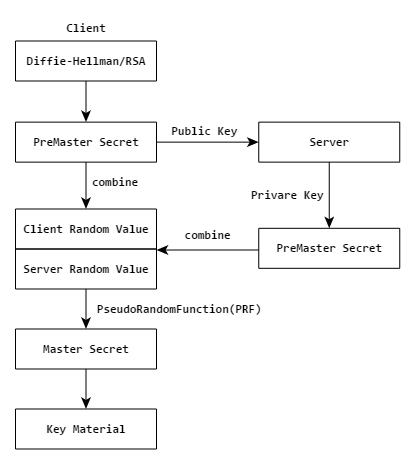 Client
Diffie-Hellman/RSA
PreMaster Secret
Public Key
Server
combine
Privare Key
Client Random Value
combine
PreMaster Secret
Server Random Value
PseudoRandomFunction(PRF)
Master Secret
Key Material